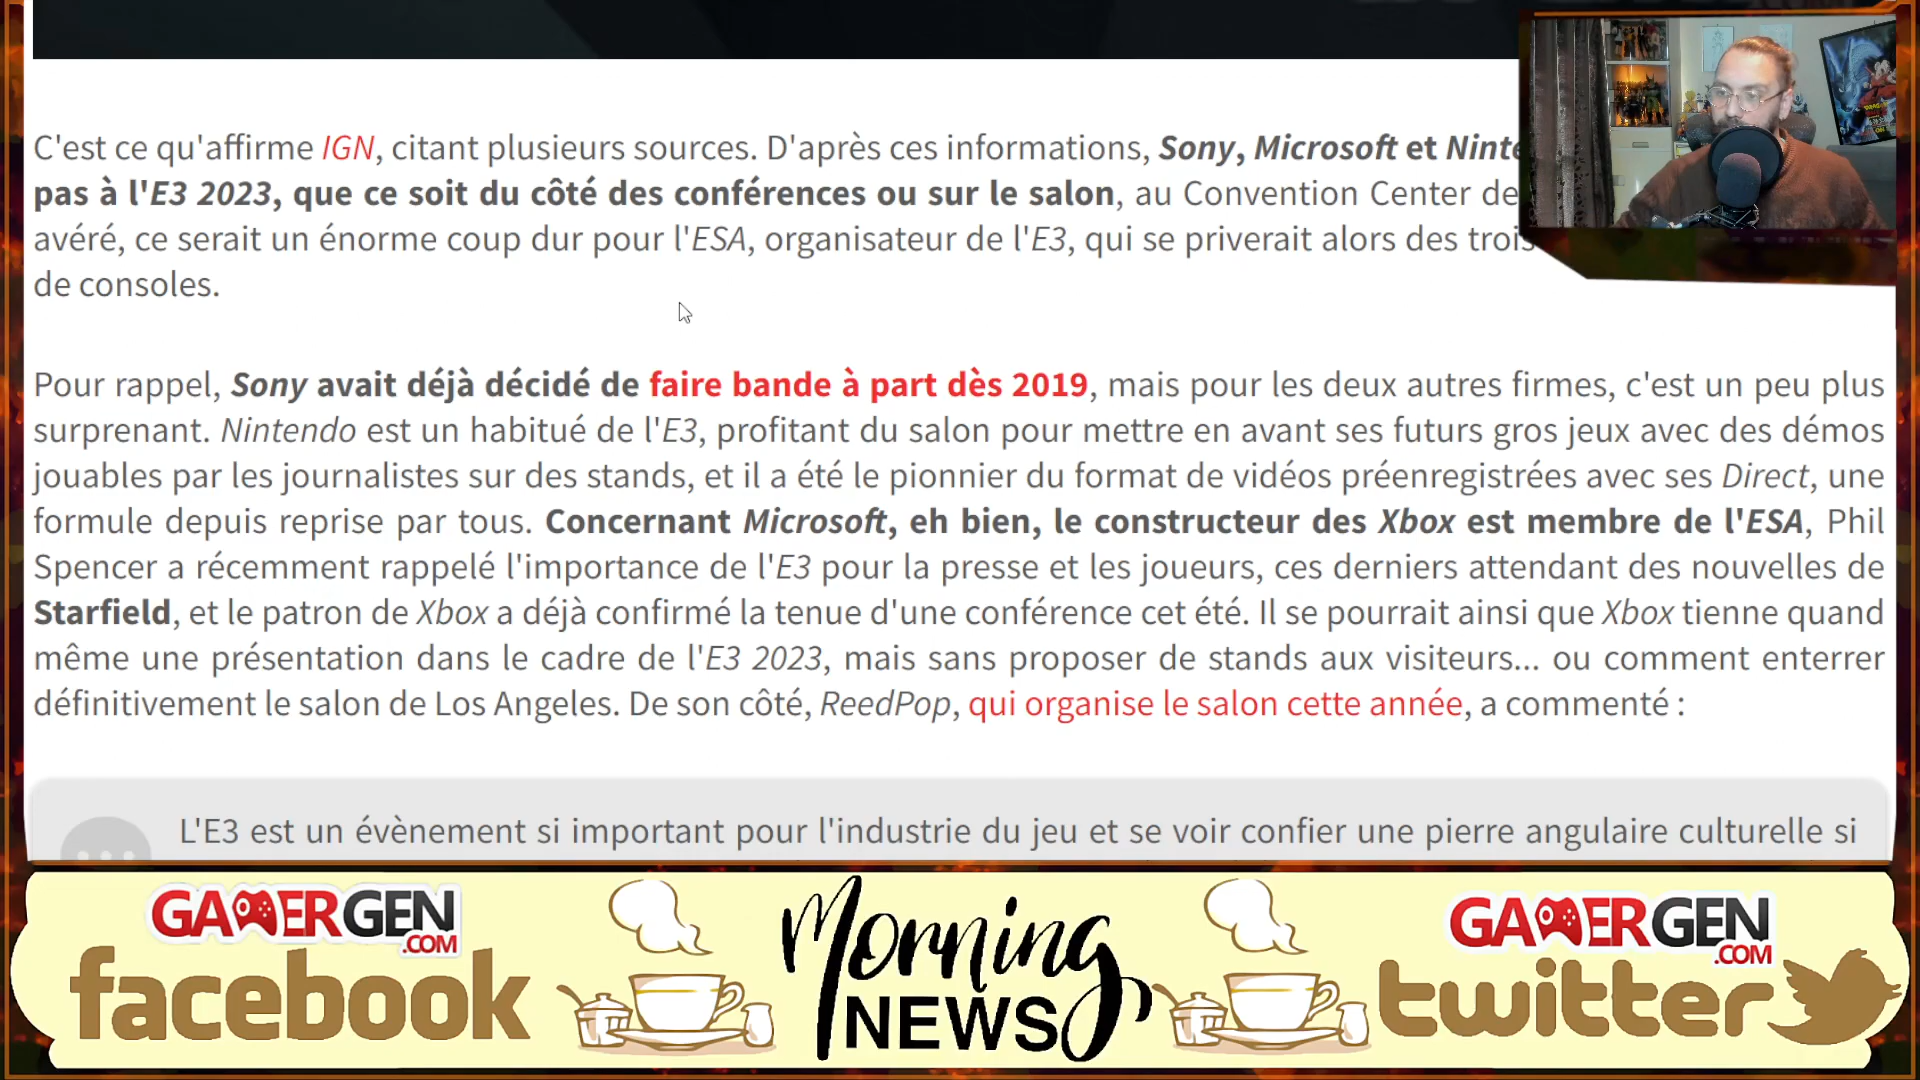 C'est ce qu'affirme IGN, citant plusieurs sources. D'après ces informations, Sony, Microsoft et
pas à l'E3 2023, que ce soit du côté des conférences ou sur le salon, au Convention Center de
avéré, ce serait un énorme coup dur pour l'ESA, organisateur de l'E3, qui se priverait alors des trois
de consoles.
Pour rappel, Sony avait déjà décidé de faire bande à part dès 2019, mais pour les deux autres firmes, c'est un peu plus
surprenant. Nintendo est un habitué de l'E3, profitant du salon pour mettre en avant ses futurs gros jeux avec des démos
jouables par les journalistes sur des stands, et il a été le pionnier du format de vidéos préenregistrées avec ses Direct, une
formule depuis reprise par tous. Concernant Microsoft, eh bien, le constructeur des Xbox est membre de l'ESA, Phil
Spencer a récemment rappelé l'importance de l'E3 pour la presse et les joueurs, ces derniers attendant des nouvelles de
Starfield, et le patron de Xbox a déjà confirmé la tenue d'une conférence cet été. Il se pourrait ainsi que Xbox tienne quand
même une présentation dans le cadre de l'E3 2023, mais sans proposer de stands aux visiteurs... ou comment enterrer
définitivement le salon de Los Angeles. De son côté, ReedPop, qui organise le salon cette année, a commenté :
L'E3 est un évènement si important pour l'industrie du jeu et se voir confier une pierre angulaire culturelle si
GAMERGEN
.COM
facebook
Morning
NEWS
GAMERGEN
.COM
twitter